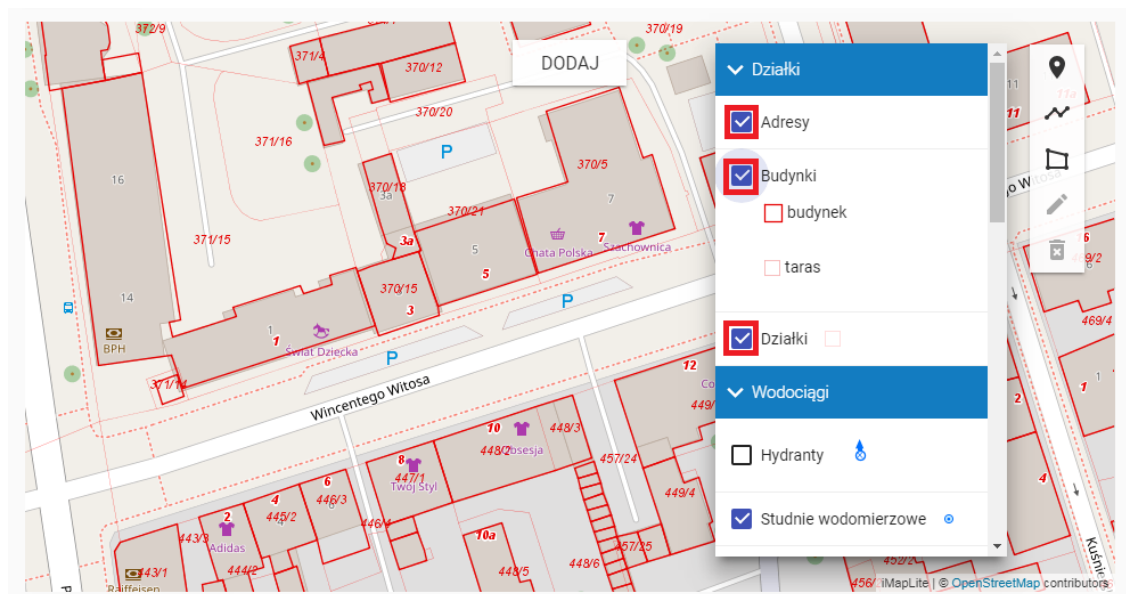 372/9
370/19
371/4
370/12
DODAJ
Działki
Adresy
Budynki
budynek
taras
Działki
Wodociągi
Hydranty
Studnie wodomierzowe
11
11a
11
370/20
371/16
P
370/5
16
370/18
3a
7
370/21
371/15
3a
5
Chata Polska
7
Szachownica
5
370/15
3
14
BPH
P
1
1
Świat Dziecka
P
371/14
Wincentego Witosa
12
449/
10
448/3
448/2
8
447/1
Twój Styl
457/24
449/4
6
446/3
6
4
445/2
2
446/4
443/3
Adidas
10a
457/25
443/1
444/2
448/5
448/6
Raiffeisen
469/4
1
1
2
4
Kuśnie
452/2
456/
iMapLite | © OpenStreetMap contributors